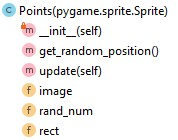 Points(pygame.sprite.Sprite)
__init__(self)
get_random_position()
update(self)
image
rand_num
rect